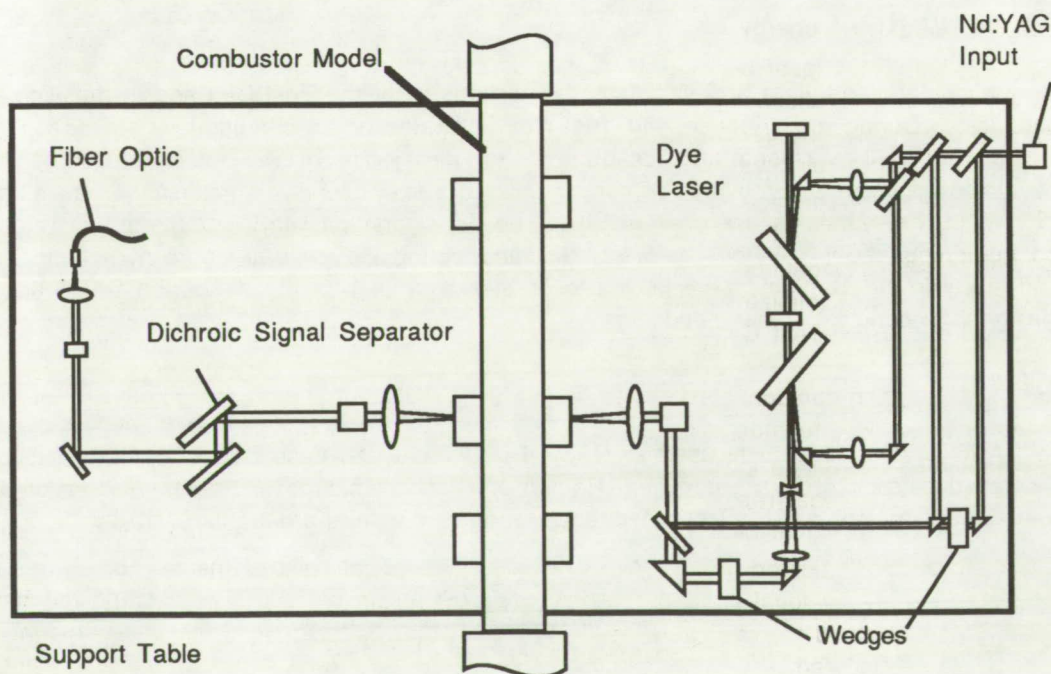 Nd:YAG
Input
Combustor Model
Fiber Optic
Dye
Laser
Dichroic Signal Separator
Wedges
Support Table